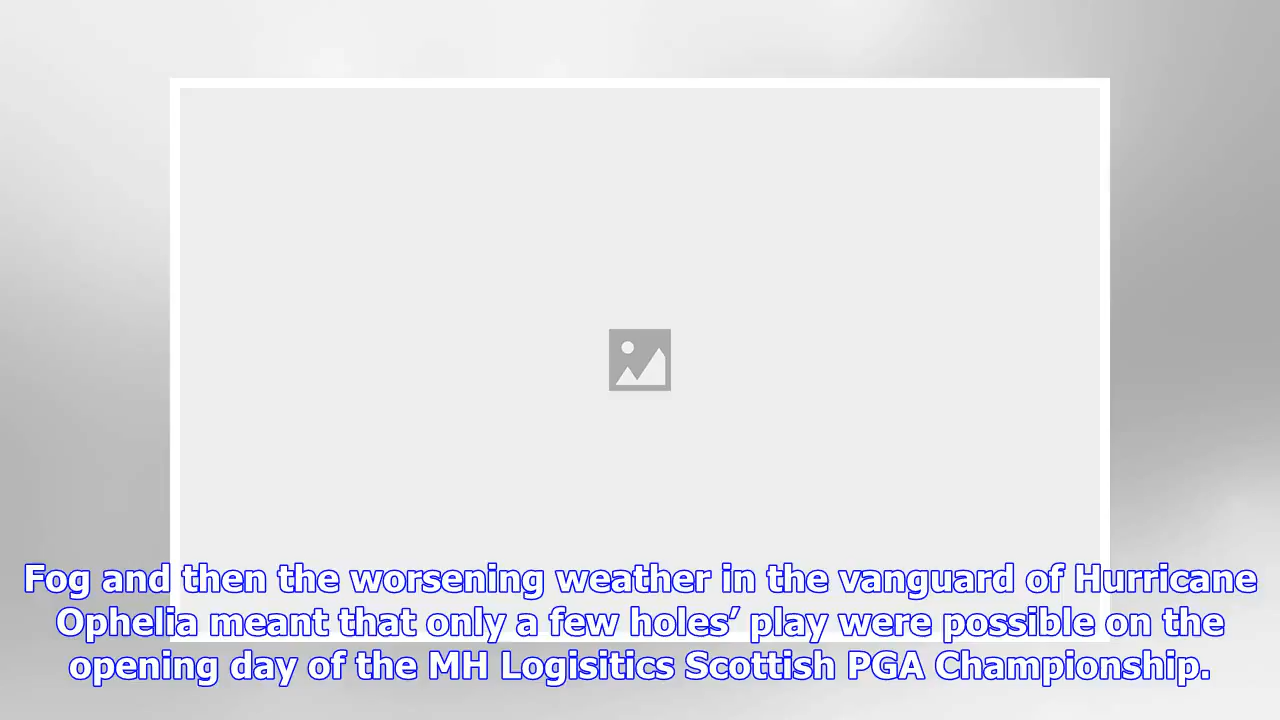 Fog and then the worsening weather in the vanguard of Hurricane
Ophelia meant that only a few holes’ play were possible on the
opening day of the MH Logisitics Scottish PGA Championship.